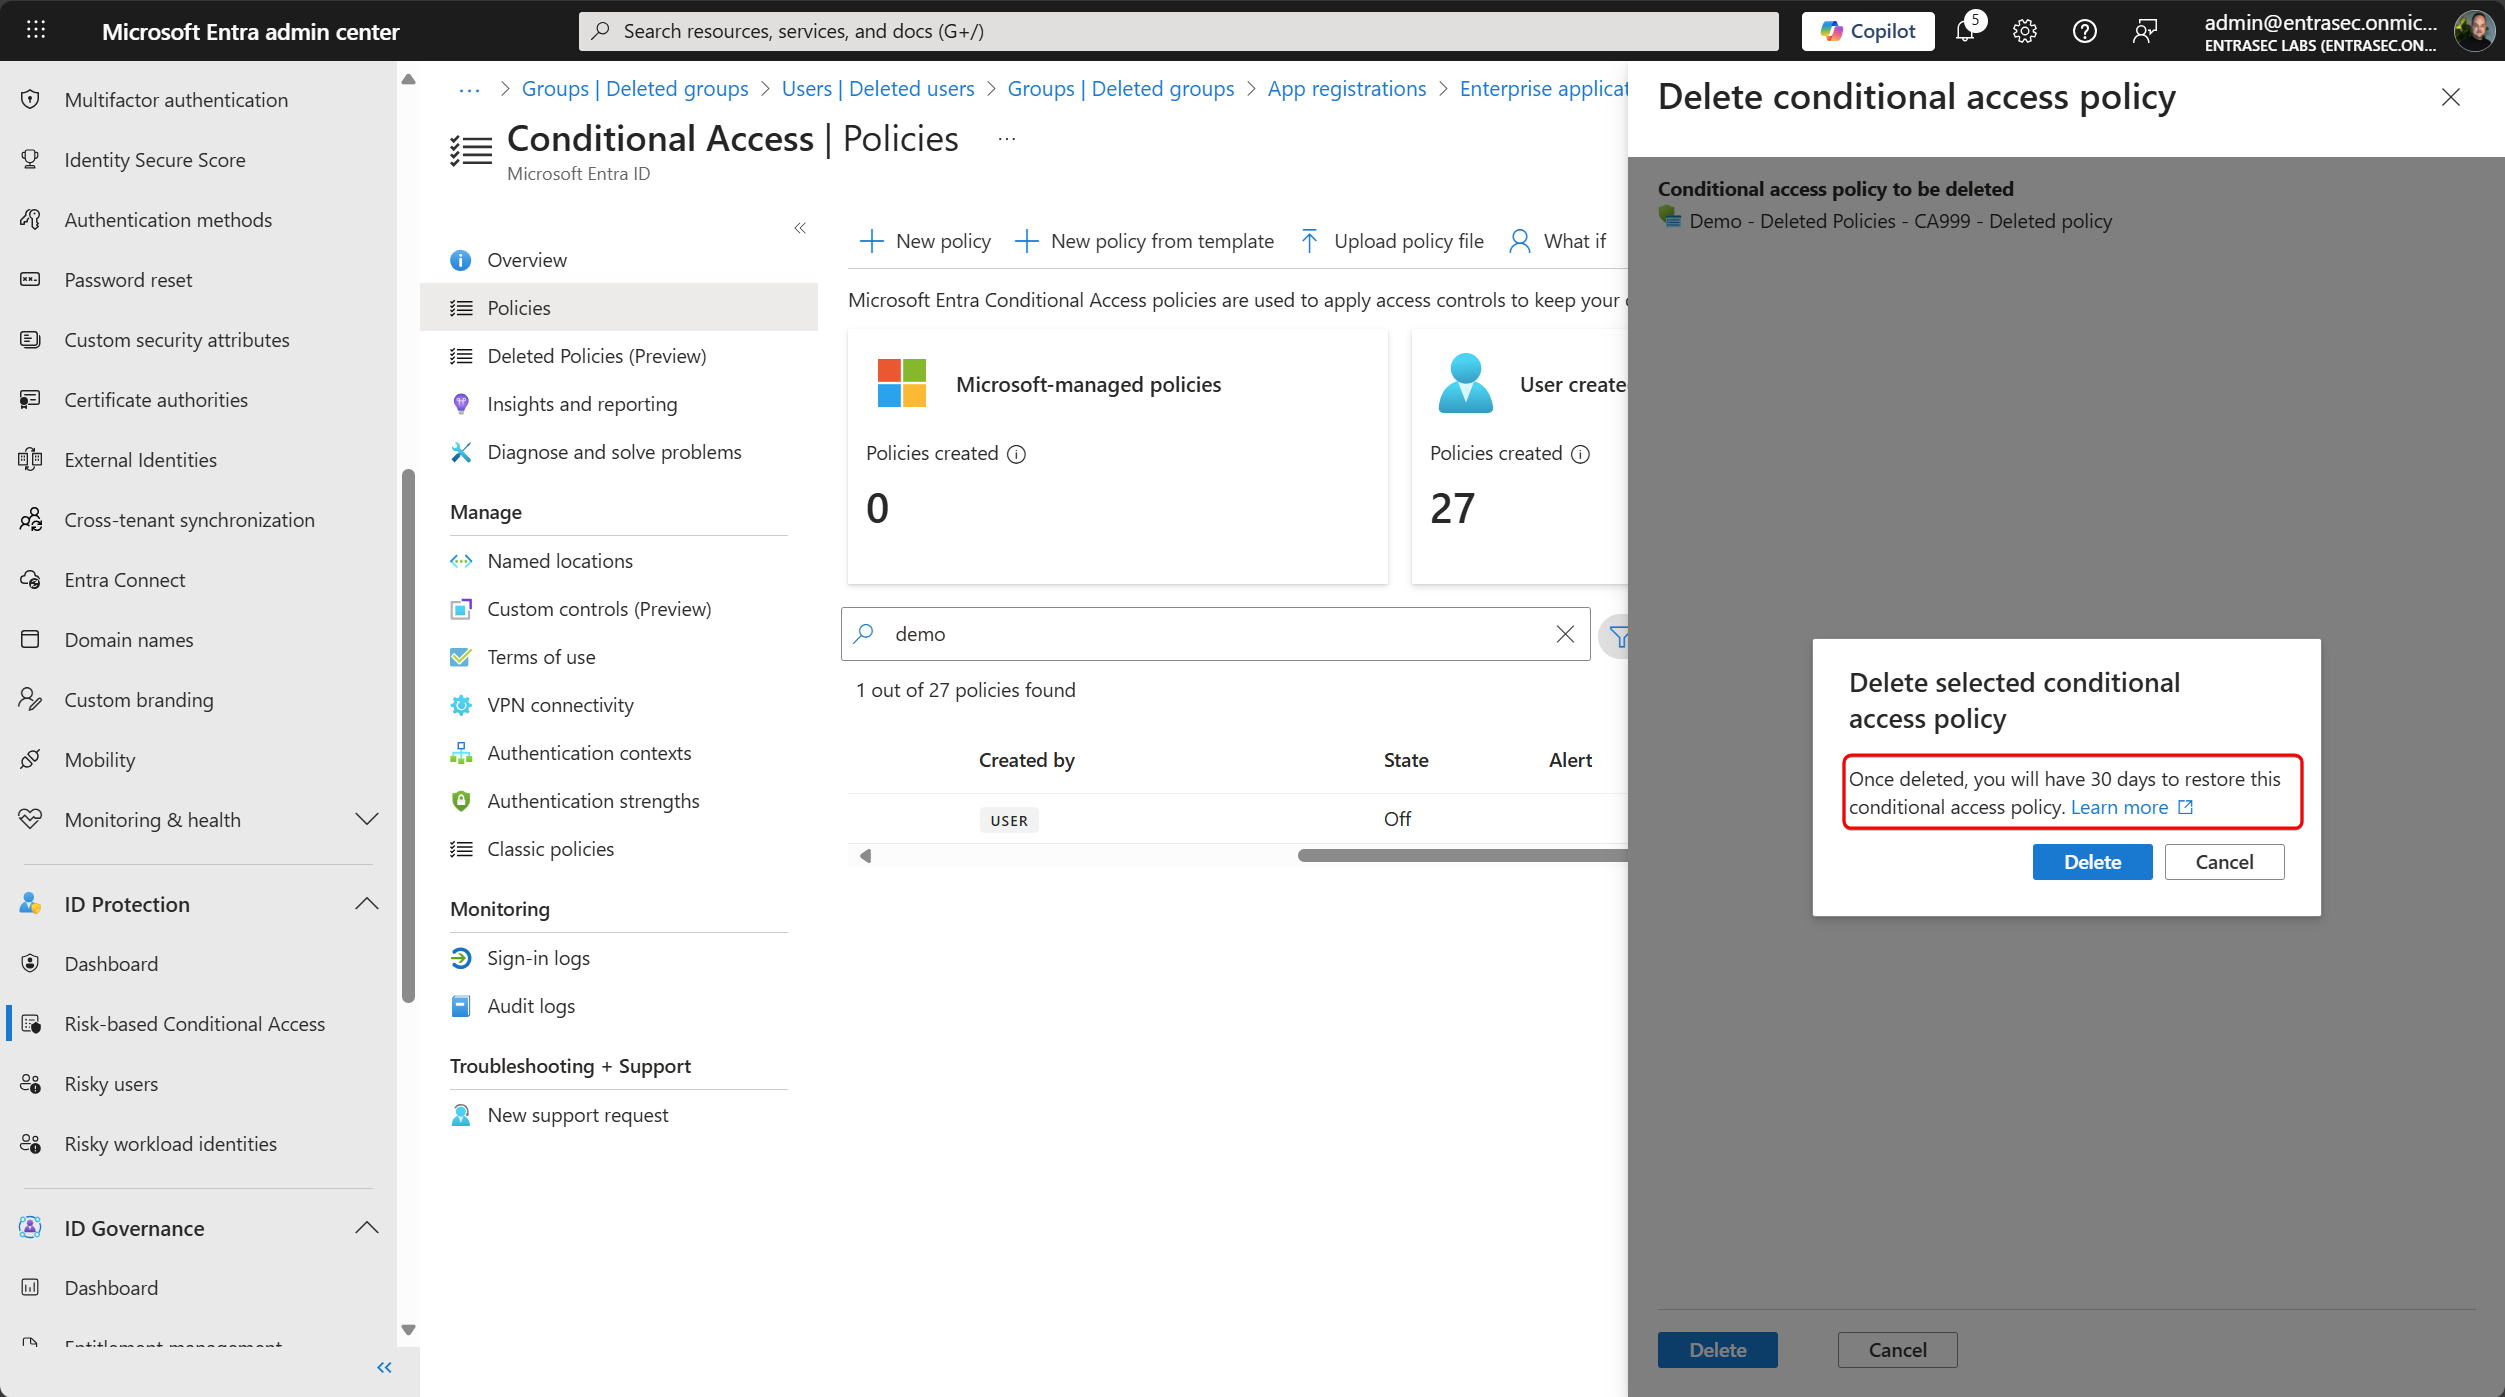 Microsoft Entra admin center
Search resources, services, and docs (G+/)
Copilot
5
admin@entrasec.onmic...
ENTRASEC LABS (ENTRASEC.ON...
Multifactor authentication
Identity Secure Score
Authentication methods
Password reset
Custom security attributes
Certificate authorities
External Identities
Cross-tenant synchronization
Entra Connect
Domain names
Custom branding
Mobility
Monitoring & health
ID Protection
Dashboard
Risk-based Conditional Access
Risky users
Risky workload identities
ID Governance
Dashboard
Entitlement management
... > Groups | Deleted groups > Users | Deleted users > Groups | Deleted groups > App registrations > Enterprise applicat
Conditional Access | Policies ...
Microsoft Entra ID
Overview
Policies
Deleted Policies (Preview)
Insights and reporting
Diagnose and solve problems
Manage
Named locations
Custom controls (Preview)
Terms of use
VPN connectivity
Authentication contexts
Authentication strengths
Classic policies
Monitoring
Sign-in logs
Audit logs
Troubleshooting + Support
New support request
New policy
New policy from template
Upload policy file
What if
Microsoft Entra Conditional Access policies are used to apply access controls to keep your
Microsoft-managed policies
Policies created
0
User create
Policies created
27
demo
1 out of 27 policies found
Created by
State
Alert
USER
Off
Delete conditional access policy
Conditional access policy to be deleted
Demo - Deleted Policies - CA999 - Deleted policy
Delete selected conditional
access policy
Once deleted, you will have 30 days to restore this
conditional access policy. Learn more
Delete
Cancel
Delete
Cancel